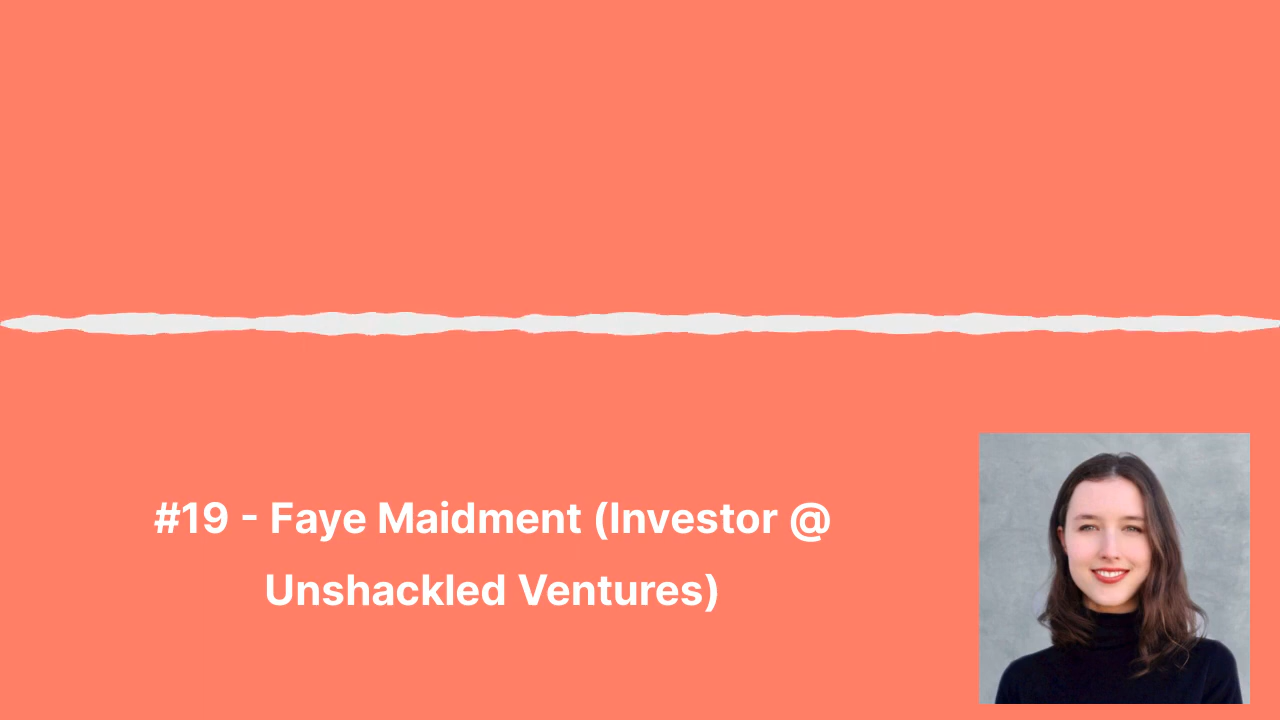 #19 - Faye Maidment (Investor @
Unshackled Ventures)